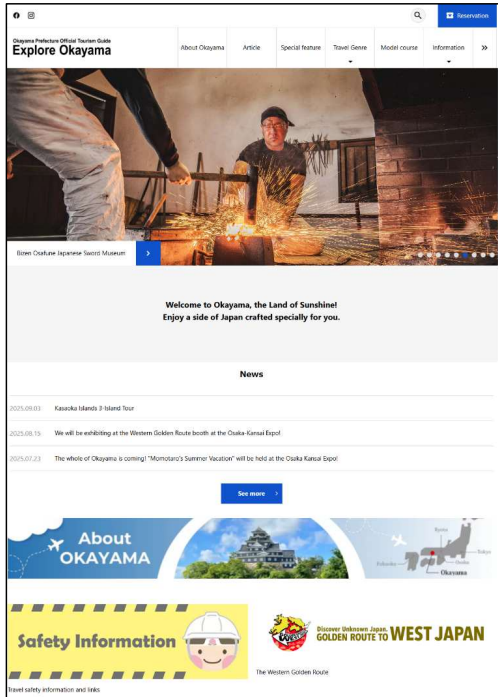 Reservation
Okayama Prefecture Official Tourism Guide
Explore Okayama
About Okayama
Article
Special feature
Travel Genre
Model course
Information
Bizen Osafune Japanese Sword Museum
Welcome to Okayama, the Land of Sunshine!
Enjoy a side of Japan crafted specially for you.
News
2025.09.03 Kasaoka Islands 3-Island Tour
2025.08.15 We will be exhibiting at the Western Golden Route booth at the Osaka-Kansai Expo!
2025.07.23 The whole of Okayama is coming! "Momotaro's Summer Vacation" will be held at the Osaka Kansai Expo!
See more
About
OKAYAMA
Kyoto
Tokyo
Fukuoka
Osaka
Okayama
Safety Information
Discover Unknown Japan.
GOLDEN ROUTE TO WEST JAPAN
The Western Golden Route
Travel safety information and links